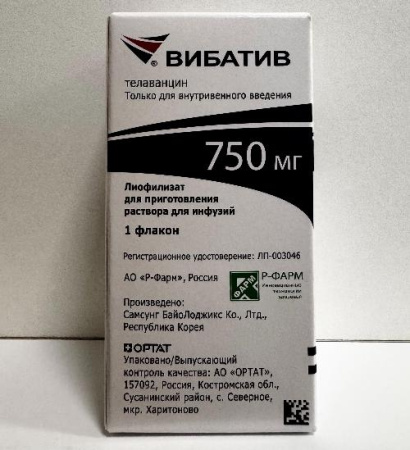 ® ВИБАТИВ
телаванцин
Только для внутривенного введения
750 мг
Лиофилизат
для приготовления
раствора для инфузий
1 флакон
Регистрационное удостоверение: ЛП-003046
АО «Р-Фарм», Россия
ФАРМ
Р-ФАРМ
Произведено:
Самсунг БайоЛоджикс Ко., Лтд.,
Республика Корея
ОРТАТ
Упаковано/Выпускающий
контроль качества: АО «ОРТАТ»,
157092, Россия, Костромская обл.,
Сусанинский район, с. Северное,
мкр. Харитоново